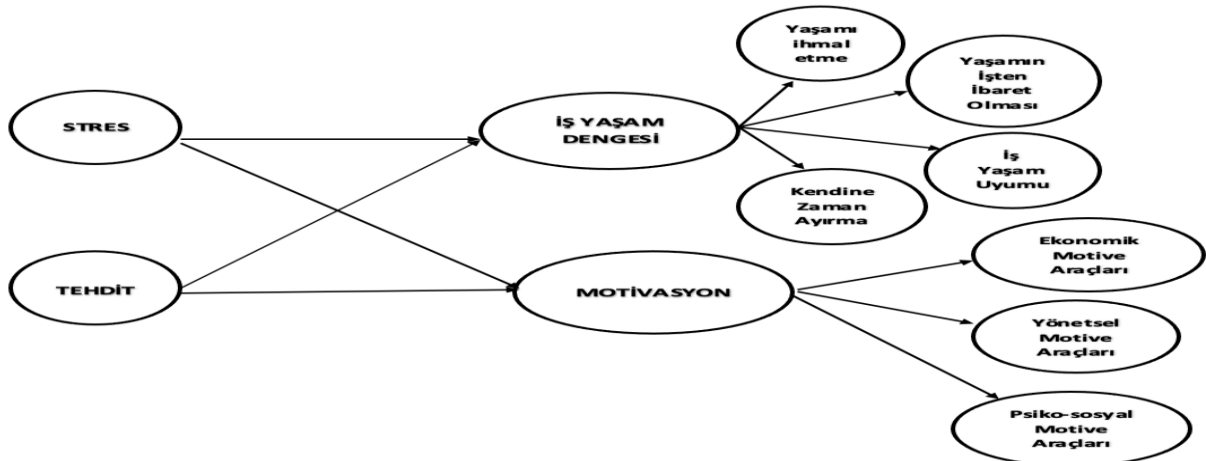 Yaşamı
ihmal
etme
Yaşamın
İşten
İbaret
Olması
STRES
İŞ YAŞAM
DENGESİ
İş
Yaşam
Uyumu
Kendine
Zaman
Ayırma
Ekonomik
Motive
Araçları
TEHDİT
MOTİVASYON
Yönetsel
Motive
Araçları
Psiko-sosyal
Motive
Araçları